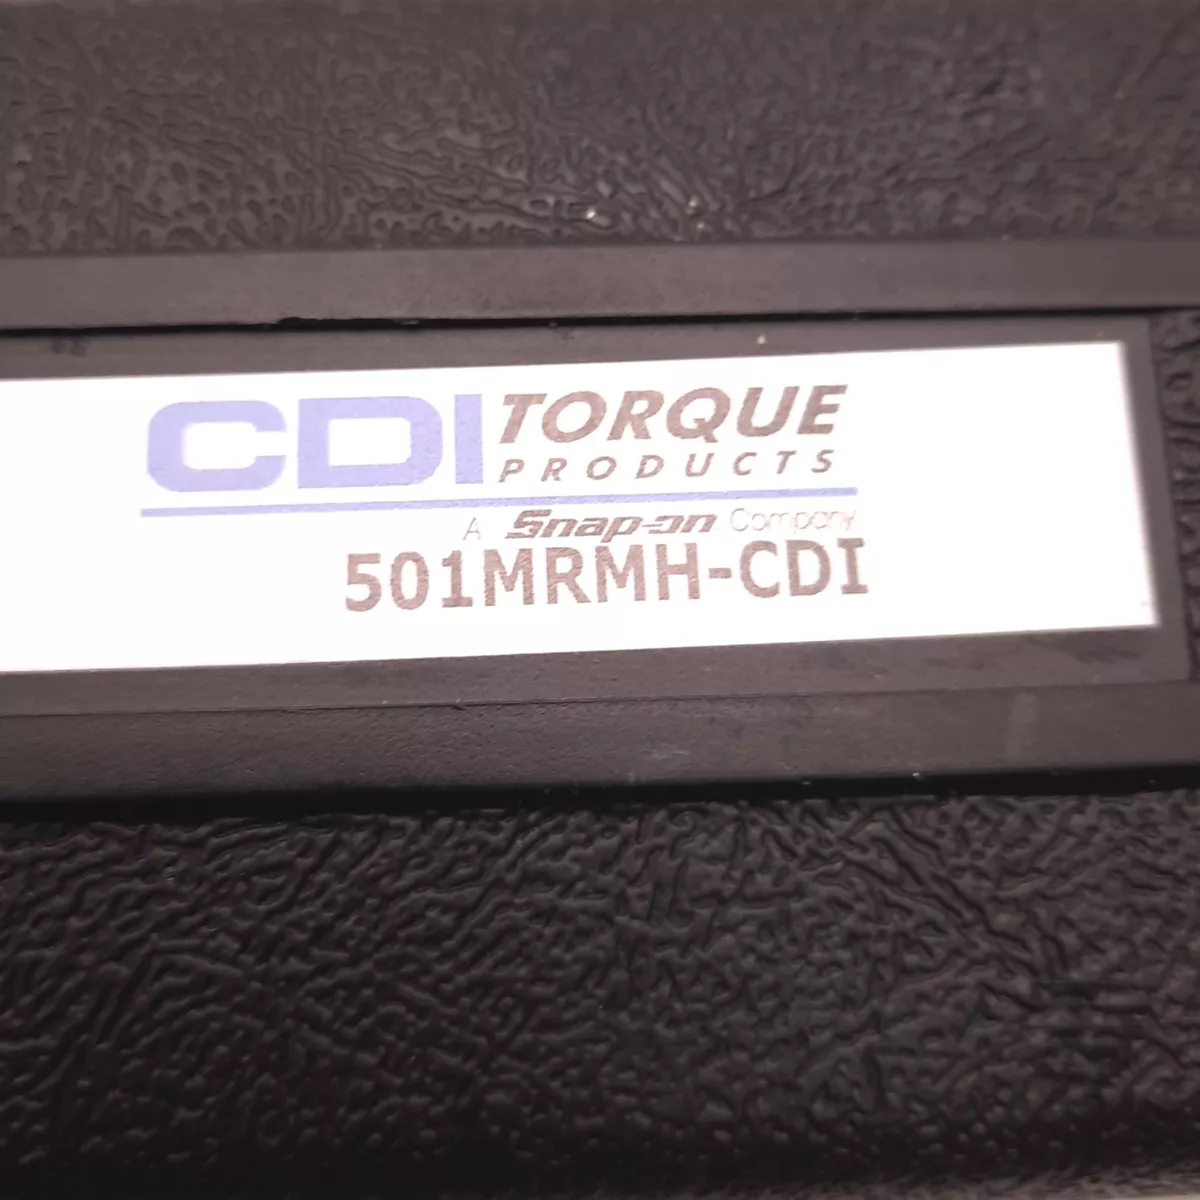 CDI TORQUE
PRODUCTS
A Snap-on Company
501MRMH-CDI